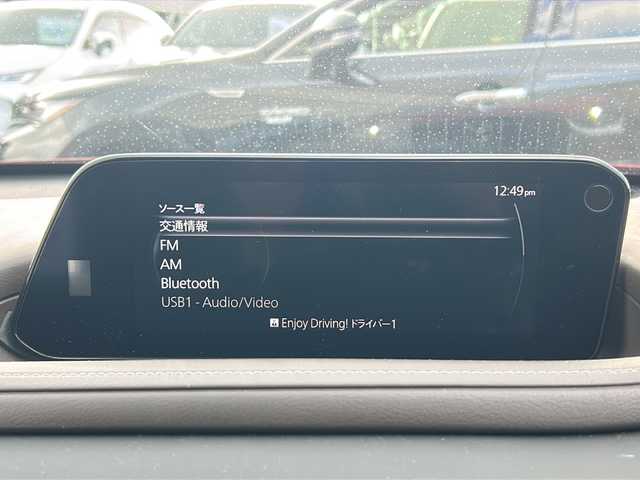 12:49pm
ソース一覧
交通情報
FM
AM
Bluetooth
USB1 - Audio/Video
Enjoy Driving! ドライバー1